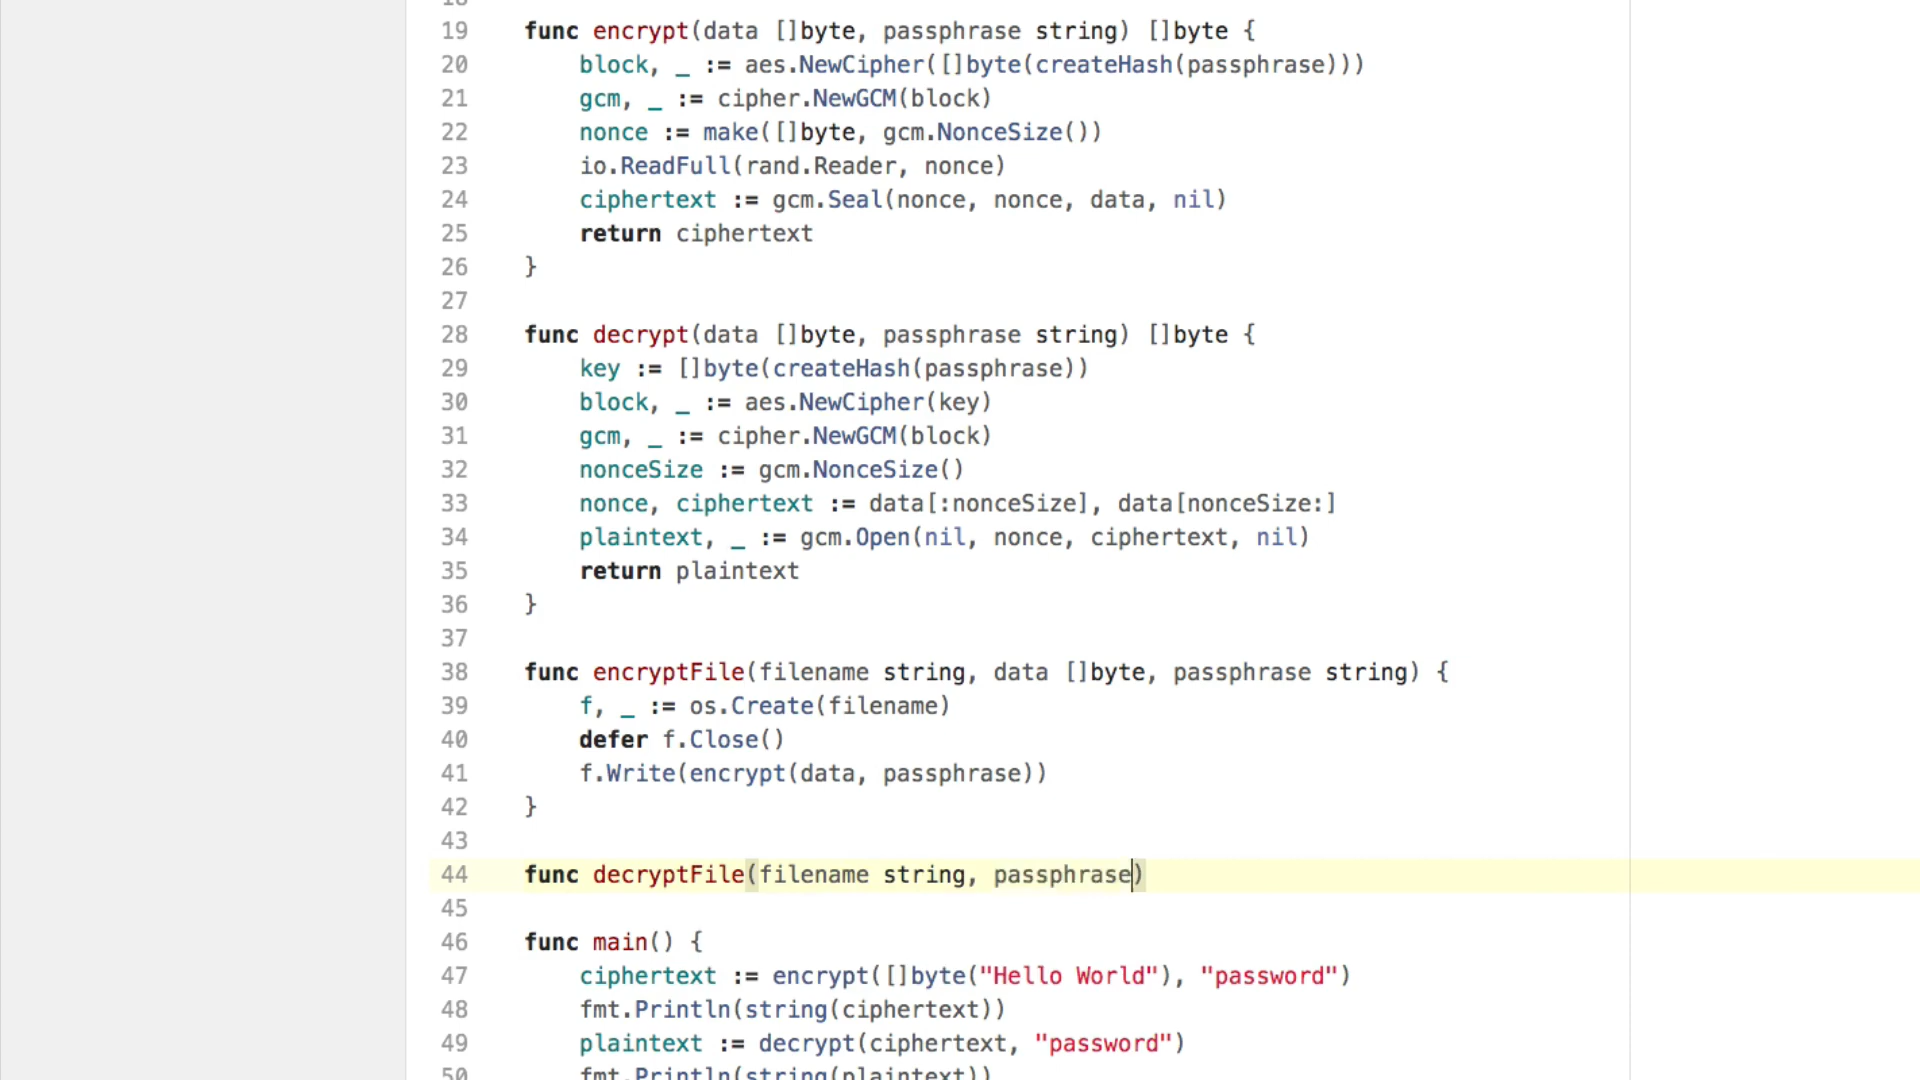 18
19 func encrypt(data []byte, passphrase string) []byte {
20 block, _ := aes.NewCipher([]byte(createHash(passphrase)))
21 gcm, _ := cipher.NewGCM(block)
22 nonce := make([]byte, gcm.NonceSize())
23 io.ReadFull(rand.Reader, nonce)
24 ciphertext := gcm.Seal(nonce, nonce, data, nil)
25 return ciphertext
26 }
27
28 func decrypt(data []byte, passphrase string) []byte {
29 key := []byte(createHash(passphrase))
30 block, _ := aes.NewCipher(key)
31 gcm, _ := cipher.NewGCM(block)
32 nonceSize := gcm.NonceSize()
33 nonce, ciphertext := data[:nonceSize], data[nonceSize:]
34 plaintext, _ := gcm.Open(nil, nonce, ciphertext, nil)
35 return plaintext
36 }
37
38 func encryptFile(filename string, data []byte, passphrase string) {
39 f, _ := os.Create(filename)
40 defer f.Close()
41 f.Write(encrypt(data, passphrase))
42 }
43
44 func decryptFile(filename string, passphrase)
45
46 func main() {
47 ciphertext := encrypt([]byte("Hello World"), "password")
48 fmt.Println(string(ciphertext))
49 plaintext := decrypt(ciphertext, "password")
50 fmt.Println(string(plaintext))